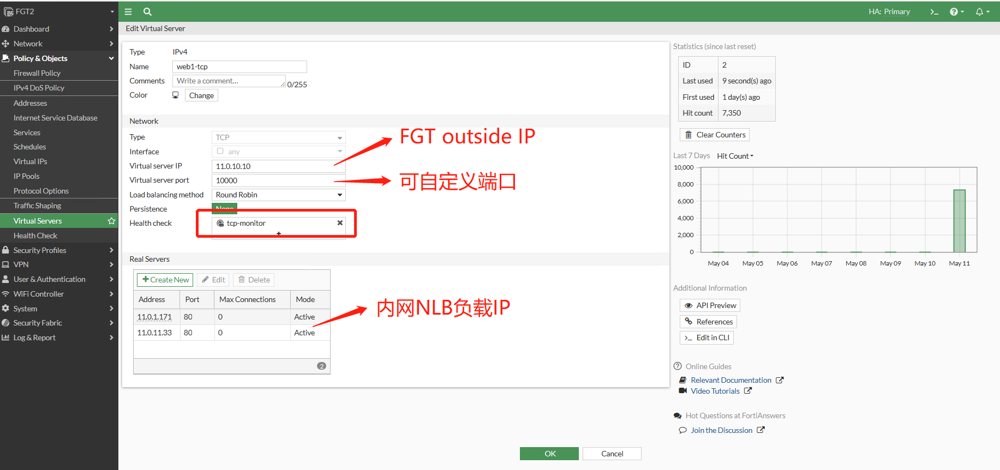 FGT2
HA: Primary
Dashboard
Network
Policy & Objects
Firewall Policy
IPv4 DoS Policy
Addresses
Internet Service Database
Services
Schedules
Virtual IPs
IP Pools
Protocol Options
Traffic Shaping
Virtual Servers
Health Check
Security Profiles
VPN
User & Authentication
WiFi Controller
System
Security Fabric
Log & Report
Edit Virtual Server
Type IPv4
Name web1-tcp
Comments Write a comment... 0/255
Color Change
Network
Type TCP
Interface any
Virtual server IP 11.0.10.10
Virtual server port 10000
Load balancing method Round Robin
Persistence None
Health check tcp-monitor
FGT outside IP
可自定义端口
Real Servers
Create New Edit Delete
Address Port Max Connections Mode
11.0.1.171 80 0 Active
11.0.11.33 80 0 Active
2
内网NLB负载IP
OK Cancel
Statistics (since last reset)
ID 2
Last used 9 second(s) ago
First used 1 day(s) ago
Hit count 7,350
Clear Counters
Last 7 Days Hit Count
10,000
8,000
6,000
4,000
2,000
0
May 04 May 05 May 06 May 07 May 08 May 09 May 10 May 11
Additional Information
API Preview
References
Edit in CLI
Online Guides
Relevant Documentation
Video Tutorials
Hot Questions at FortiAnswers
Join the Discussion